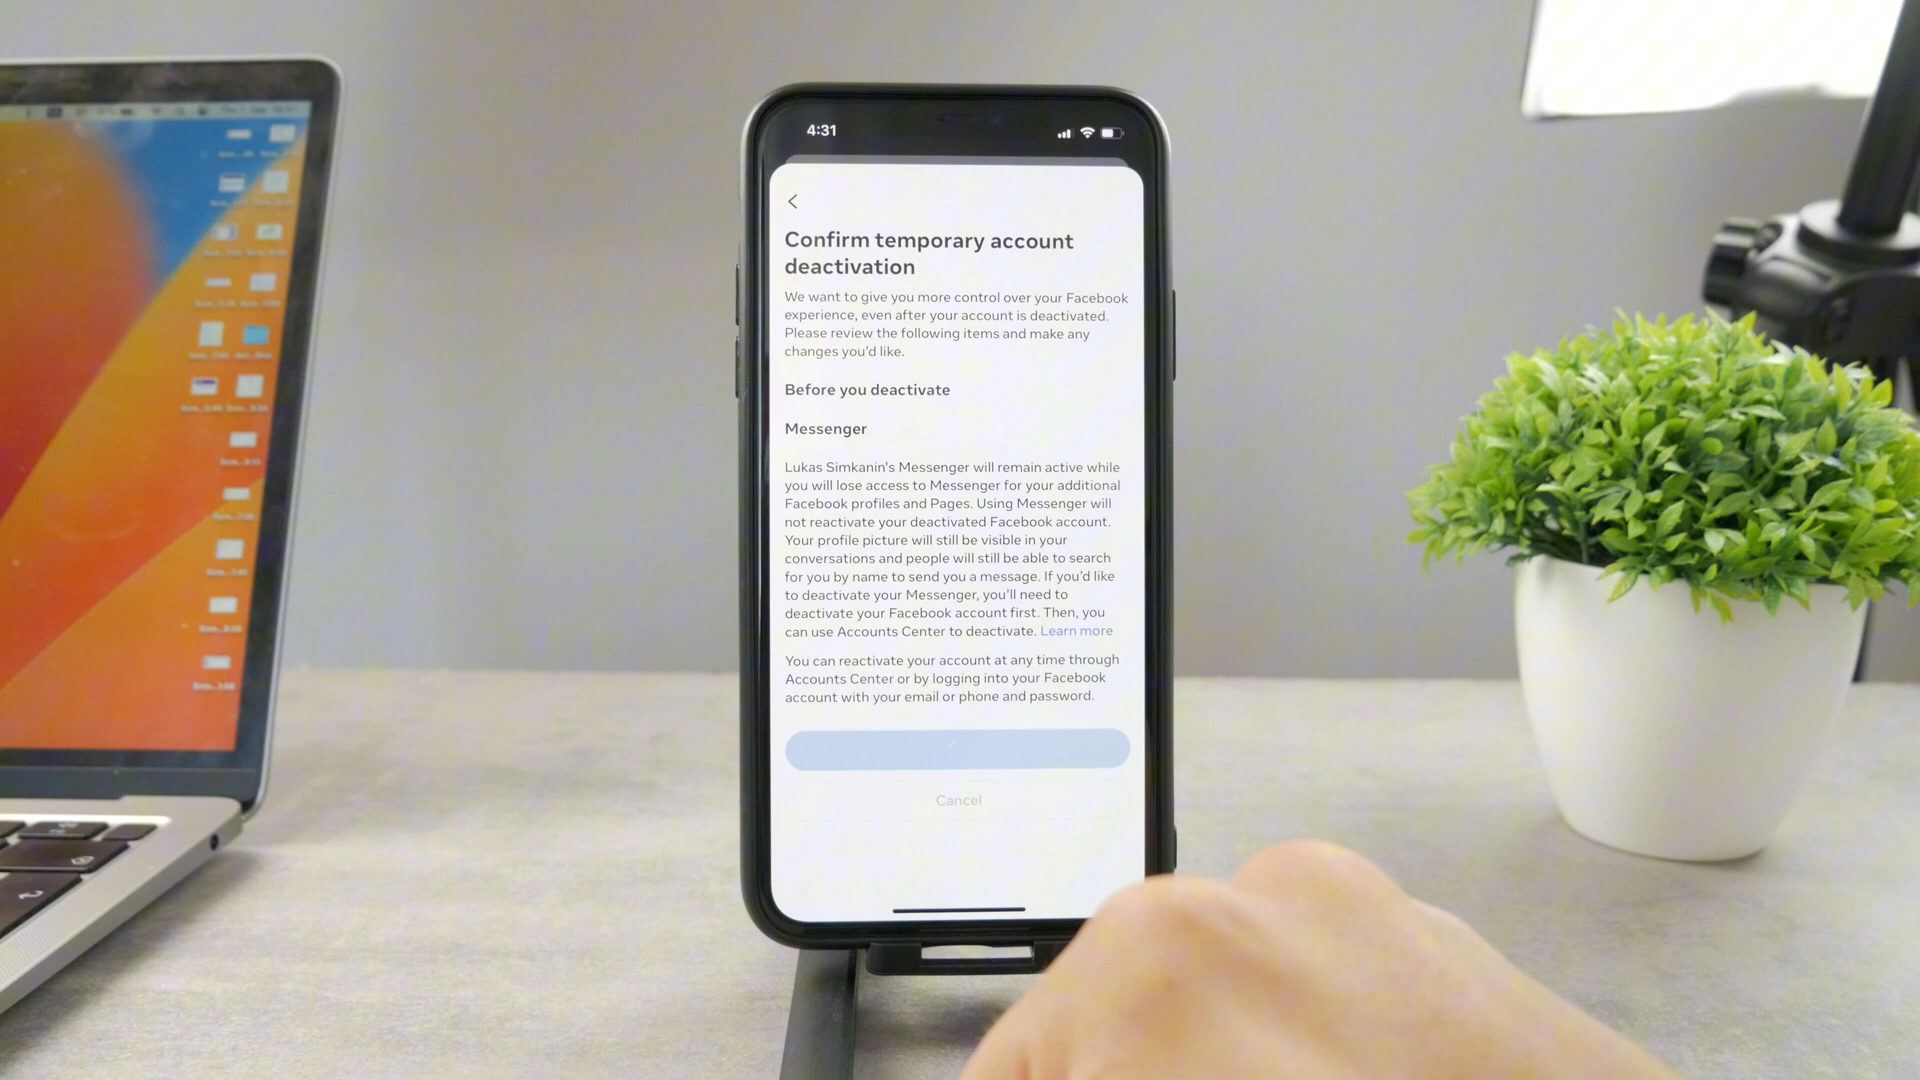 4:31
Confirm temporary account
deactivation
We want to give you more control over your Facebook
experience, even after your account is deactivated.
Please review the following items and make any
changes you'd like.
Before you deactivate
Messenger
Lukas Simkanin's Messenger will remain active while
you will lose access to Messenger for your additional
Facebook profiles and Pages. Using Messenger will
not reactivate your deactivated Facebook account.
Your profile picture will still be visible in your
conversations and people will still be able to search
for you by name to send you a message. If you'd like
to deactivate your Messenger, you'll need to
deactivate your Facebook account first. Then, you
can use Accounts Center to deactivate. Learn more
You can reactivate your account at any time through
Accounts Center or by logging into your Facebook
account with your email or phone and password.
Cancel